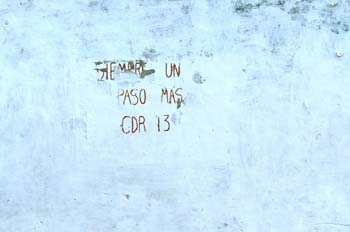 SIEMPRE UN
PASO MAS
CDR 13